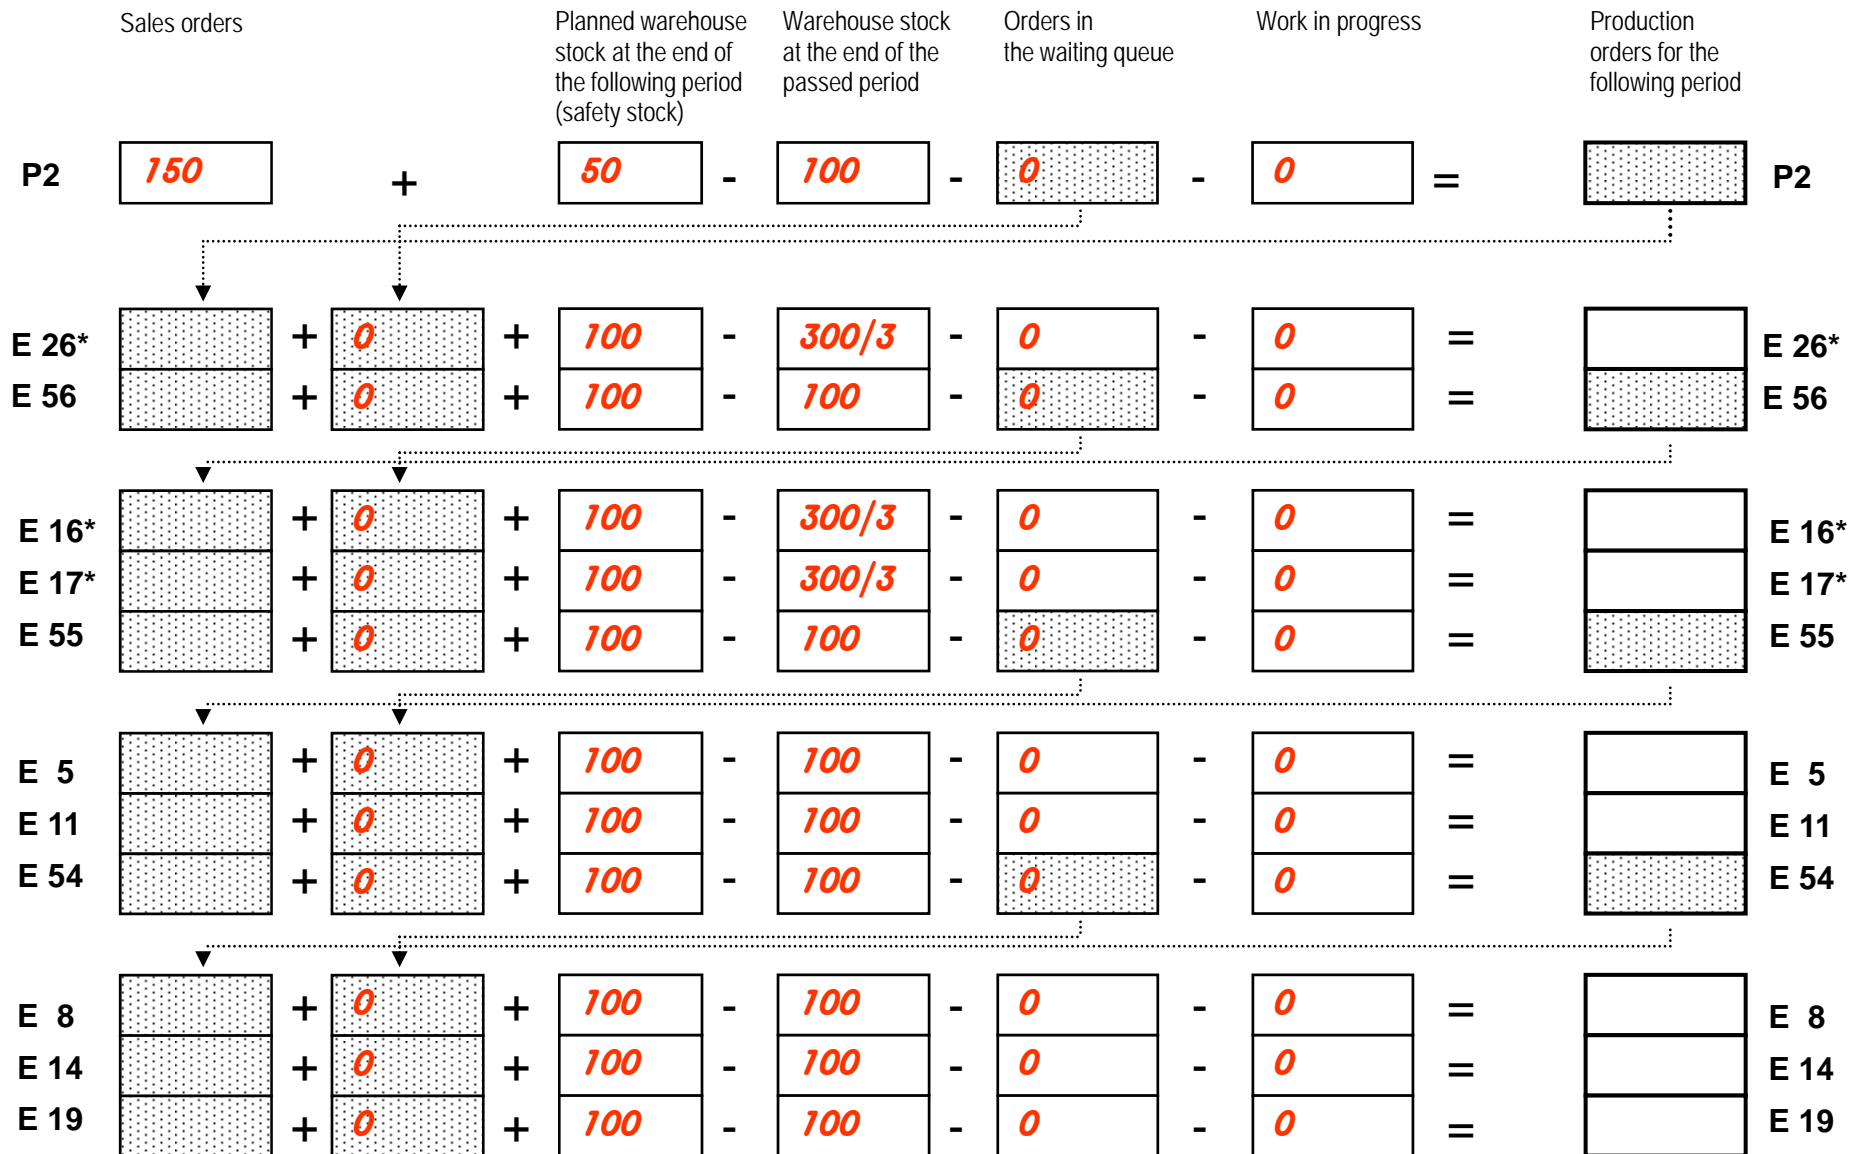 Sales orders
Planned warehouse stock at the end of the following period (safety stock)
Warehouse stock at the end of the passed period
Orders in the waiting queue
Work in progress
Production orders for the following period
P2 150 + 50 - 100 - 0 - 0 = P2
E 26* + 0 + 100 - 300/3 - 0 - 0 = E 26*
E 56 + 0 + 100 - 100 - 0 - 0 = E 56
E 16* + 0 + 100 - 300/3 - 0 - 0 = E 16*
E 17* + 0 + 100 - 300/3 - 0 - 0 = E 17*
E 55 + 0 + 100 - 100 - 0 - 0 = E 55
E 5 + 0 + 100 - 100 - 0 - 0 = E 5
E 11 + 0 + 100 - 100 - 0 - 0 = E 11
E 54 + 0 + 100 - 100 - 0 - 0 = E 54
E 8 + 0 + 100 - 100 - 0 - 0 = E 8
E 14 + 0 + 100 - 100 - 0 - 0 = E 14
E 19 + 0 + 100 - 100 - 0 - 0 = E 19